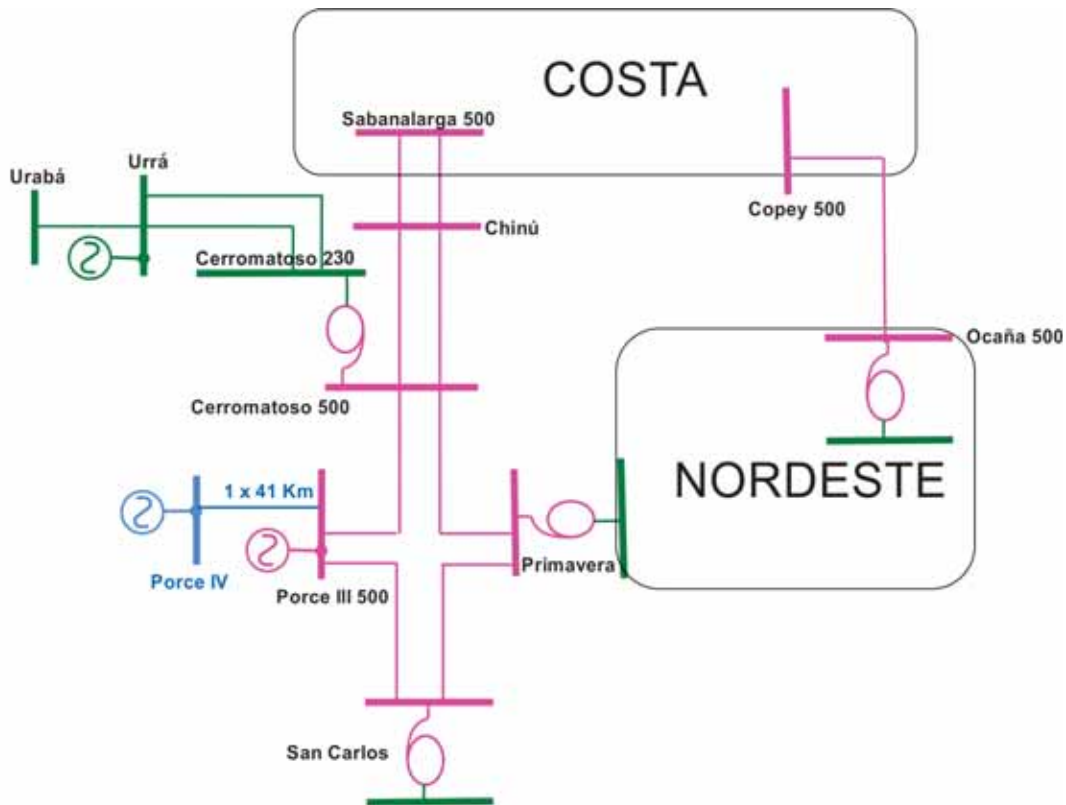 COSTA
Sabanalarga 500
Urrá
Urabá
Copey 500
Chinú
Cerromatoso 230
Ocaña 500
Cerromatoso 500
NORDESTE
1 x 41 Km
Primavera
Porce IV
Porce III 500
San Carlos